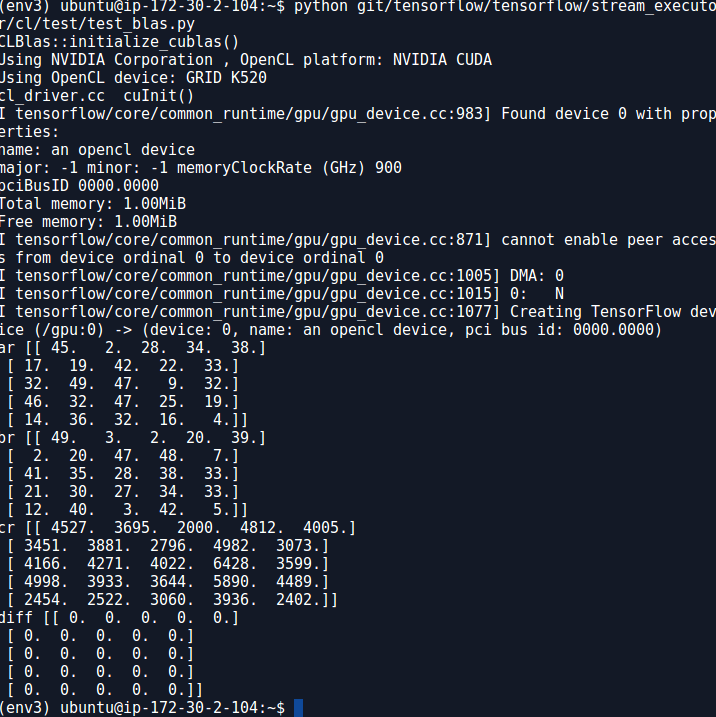 (env3) ubuntu@ip-172-30-2-104:~$ python git/tensorflow/tensorflow/stream_executo
r/cl/test/test_blas.py
CLBlas::initialize_cublas()
Using NVIDIA Corporation , OpenCL platform: NVIDIA CUDA
Using OpenCL device: GRID K520
cl_driver.cc  cuInit()
I tensorflow/core/common_runtime/gpu/gpu_device.cc:983] Found device 0 with prop
erties:
name: an opencl device
major: -1 minor: -1 memoryClockRate (GHz) 900
pciBusID 0000.0000
Total memory: 1.00MiB
Free memory: 1.00MiB
I tensorflow/core/common_runtime/gpu/gpu_device.cc:871] cannot enable peer acces
s from device ordinal 0 to device ordinal 0
I tensorflow/core/common_runtime/gpu/gpu_device.cc:1005] DMA: 0
I tensorflow/core/common_runtime/gpu/gpu_device.cc:1015] 0:   N
I tensorflow/core/common_runtime/gpu/gpu_device.cc:1077] Creating TensorFlow dev
ice (/gpu:0) -> (device: 0, name: an opencl device, pci bus id: 0000.0000)
ar [[ 45.   2.  28.  34.  38.]
 [ 17.  19.  42.  22.  33.]
 [ 32.  49.  47.   9.  32.]
 [ 46.  32.  47.  25.  19.]
 [ 14.  36.  32.  16.   4.]]
br [[ 49.   3.   2.  20.  39.]
 [  2.  20.  47.  48.   7.]
 [ 41.  35.  28.  38.  33.]
 [ 21.  30.  27.  34.  33.]
 [ 12.  40.   3.  42.   5.]]
cr [[ 4527.  3695.  2000.  4812.  4005.]
 [ 3451.  3881.  2796.  4982.  3073.]
 [ 4166.  4271.  4022.  6428.  3599.]
 [ 4998.  3933.  3644.  5890.  4489.]
 [ 2454.  2522.  3060.  3936.  2402.]]
diff [[ 0.  0.  0.  0.  0.]
 [ 0.  0.  0.  0.  0.]
 [ 0.  0.  0.  0.  0.]
 [ 0.  0.  0.  0.  0.]
 [ 0.  0.  0.  0.  0.]]
(env3) ubuntu@ip-172-30-2-104:~$